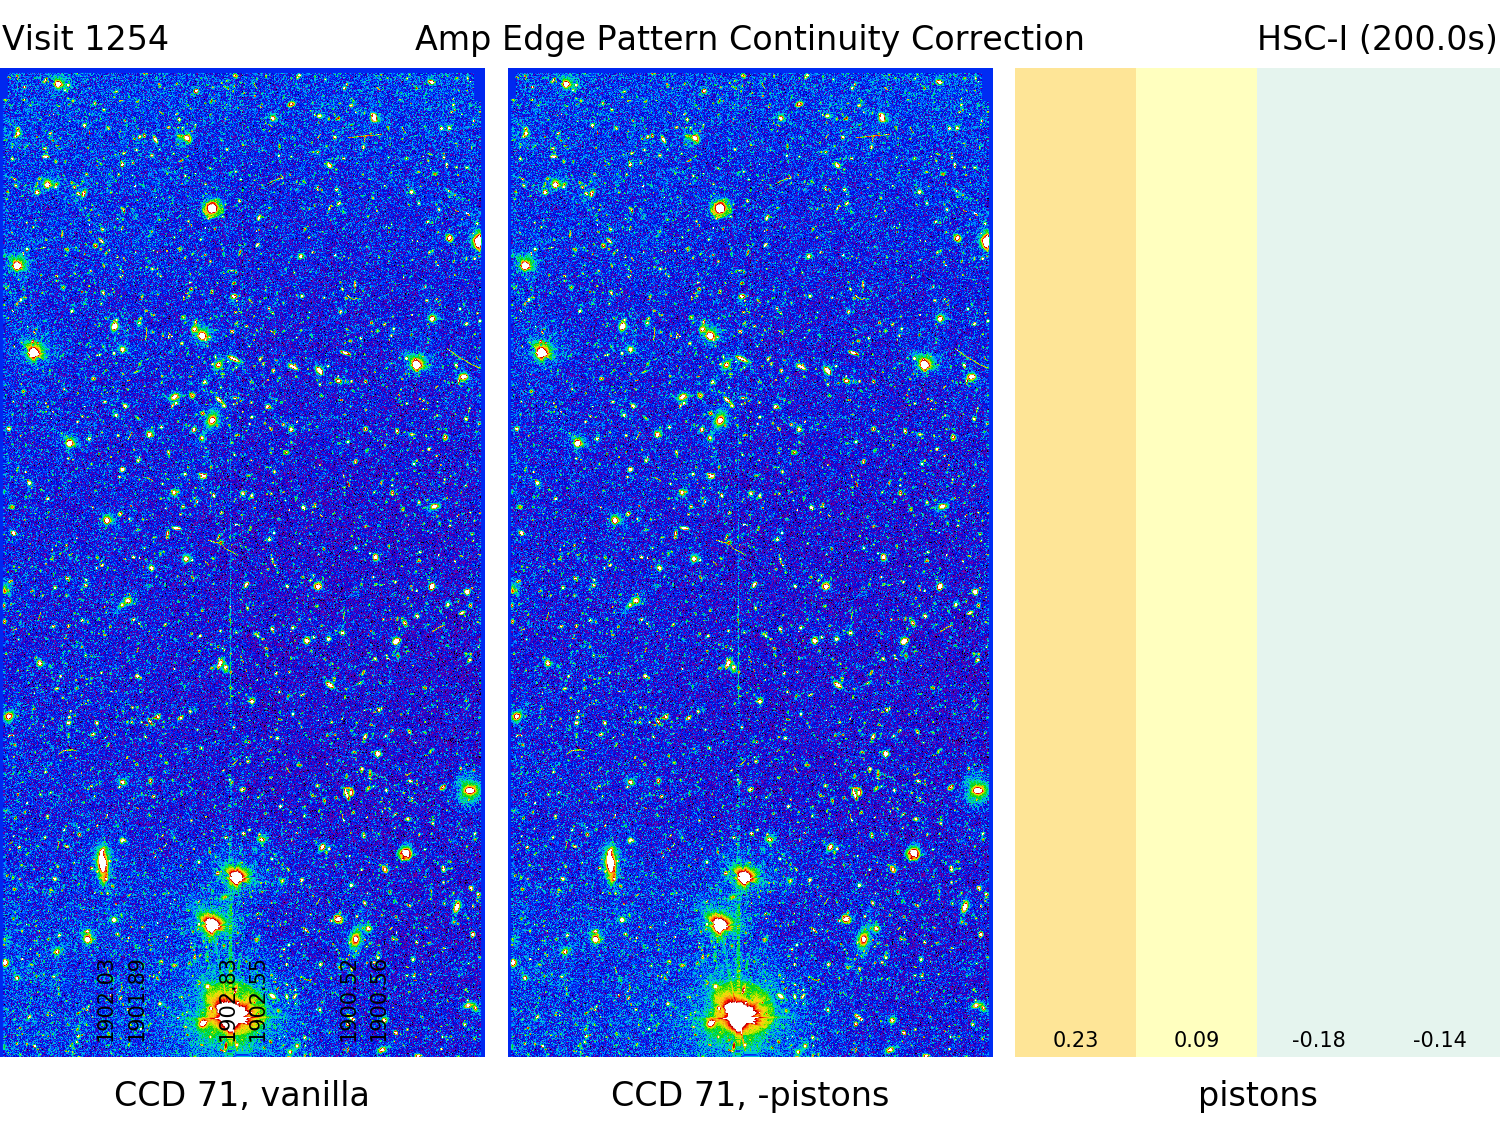 Visit 1254
Amp Edge Pattern Continuity Correction
HSC-I (200.0s)
1902.03
1901.89
1902.83
1902.55
1900.52
1900.56
0.23
0.09
-0.18
-0.14
CCD 71, vanilla
CCD 71, -pistons
pistons